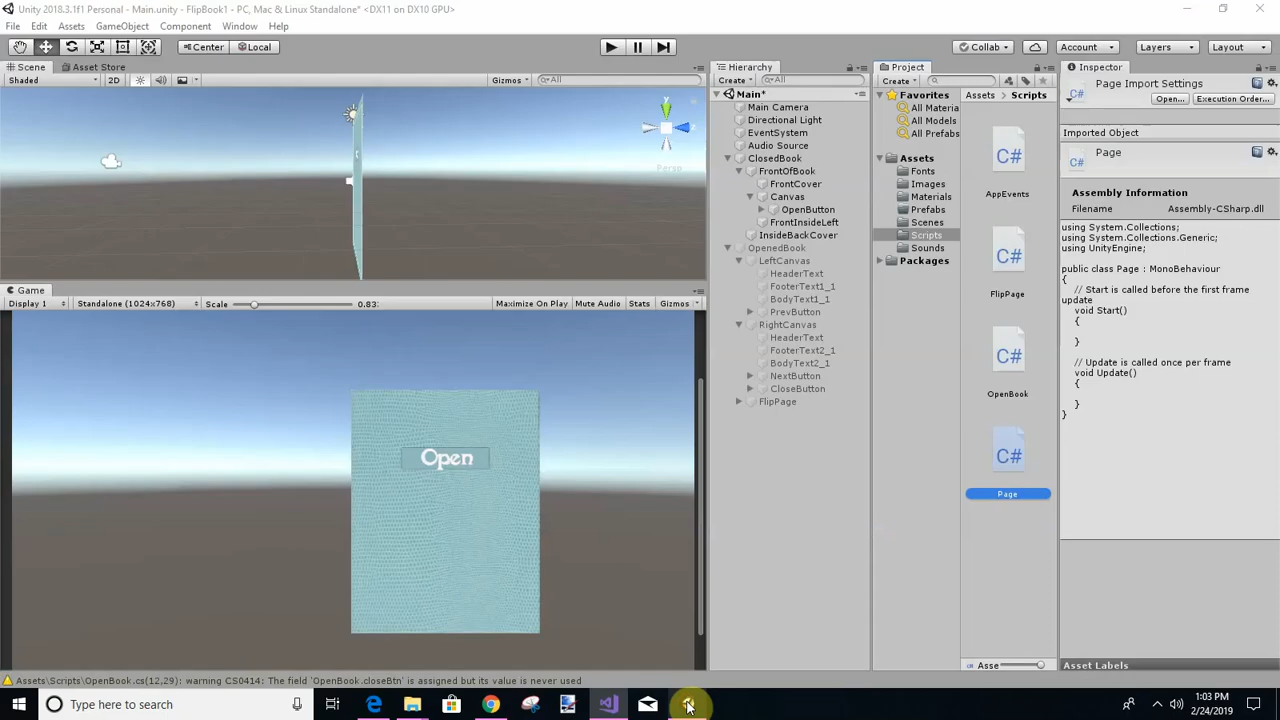 Unity 2018.3.1f1 Personal - Main.unity - FlipBook1 - PC, Mac & Linux Standalone* <DX11 on DX10 GPU>
File Edit Assets GameObject Component Window Help
Center Local Collab Account Layers Layout
Scene Asset Store
Shaded 2D Gizmos All
Persp
Game
Display 1 Standalone (1024x768) Scale 0.83 Maximize On Play Mute Audio Stats Gizmos
Open
Hierarchy
Create All
Main*
Main Camera
Directional Light
EventSystem
Audio Source
ClosedBook
FrontOfBook
FrontCover
Canvas
OpenButton
FrontInsideLeft
InsideBackCover
OpenedBook
LeftCanvas
HeaderText
FooterText1_1
BodyText1_1
PrevButton
RightCanvas
HeaderText
FooterText2_1
BodyText2_1
NextButton
CloseButton
FlipPage
Project
Create
Favorites
All Materia
All Models
All Prefabs
Assets
Fonts
Images
Materials
Prefabs
Scenes
Scripts
Sounds
Packages
Assets Scripts
C#
AppEvents
C#
FlipPage
C#
OpenBook
C#
Page
Asse
Inspector
Page Import Settings
C#
Open... Execution Order...
Imported Object
Page
C#
Assembly Information
Filename Assembly-CSharp.dll
using System.Collections;
using System.Collections.Generic;
using UnityEngine;
public class Page : MonoBehaviour
{
// Start is called before the first frame
update
void Start()
{
}
// Update is called once per frame
void Update()
{
}
}
Asset Labels
Assets\Scripts\OpenBook.cs(12,29): warning CS0414: The field 'OpenBook.closeBtn' is assigned but its value is never used
Type here to search
1:03 PM
2/24/2019